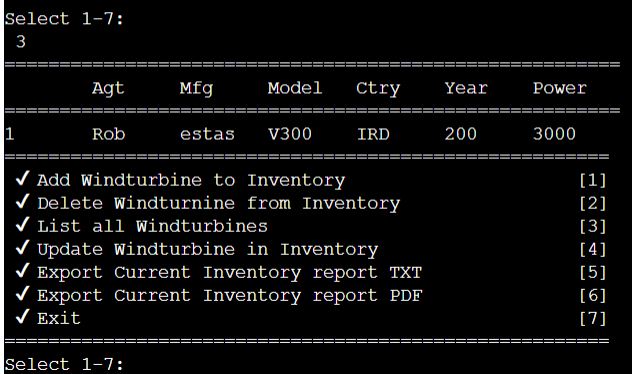 Select 1-7:
3
==========================================================
Agt Mfg Model Ctry Year Power
==========================================================
1 Rob estas V300 IRD 200 3000
=========================================================
✓ Add Windturbine to Inventory [1]
✓ Delete Windturnine from Inventory [2]
✓ List all Windturbines [3]
✓ Update Windturbine in Inventory [4]
✓ Export Current Inventory report TXT [5]
✓ Export Current Inventory report PDF [6]
✓ Exit [7]
=========================================================
Select 1-7: